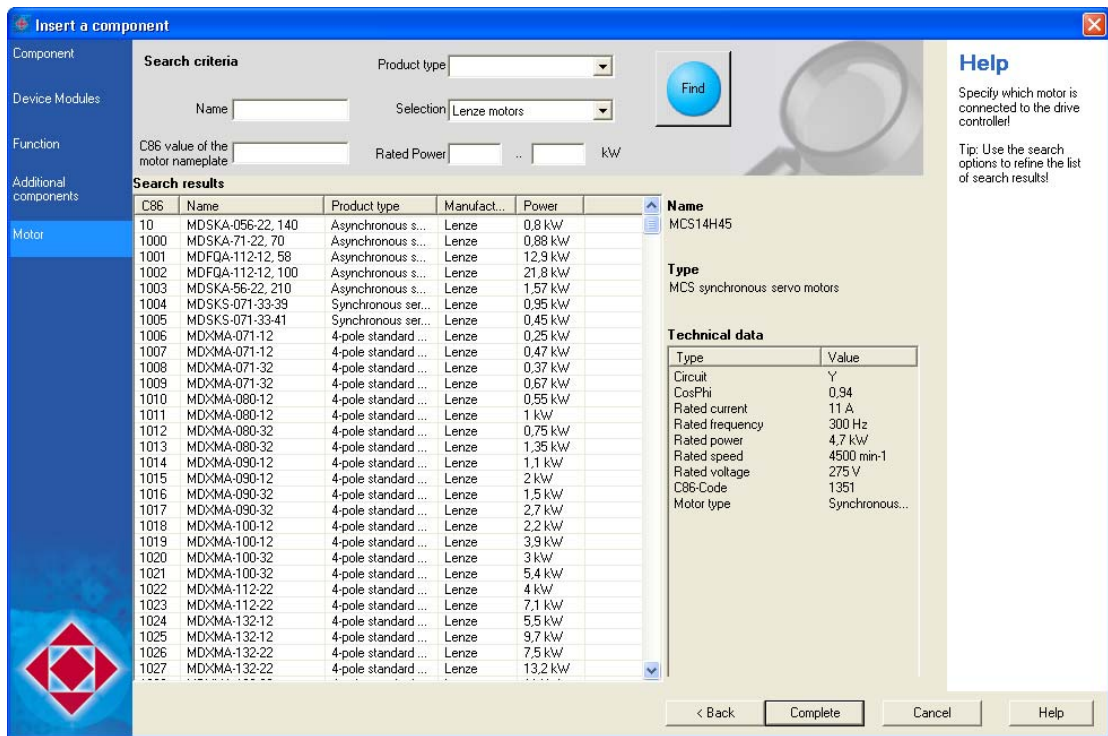 Insert a component
Component
Device Modules
Function
Additional
components
Motor
Search criteria
Product type
Name
Selection Lenze motors
C86 value of the
motor nameplate
Rated Power .. kW
Find
Search results
C86 Name Product type Manufact... Power
10 MDSKA-056-22, 140 Asynchronous s... Lenze 0,8 kW
1000 MDSKA-71-22, 70 Asynchronous s... Lenze 0,88 kW
1001 MDFQA-112-12, 58 Asynchronous s... Lenze 12,9 kW
1002 MDFQA-112-12, 100 Asynchronous s... Lenze 21,8 kW
1003 MDSKA-56-22, 210 Asynchronous s... Lenze 1,57 kW
1004 MDSKS-071-33-39 Synchronous ser... Lenze 0,95 kW
1005 MDSKS-071-33-41 Synchronous ser... Lenze 0,45 kW
1006 MDXMA-071-12 4-pole standard ... Lenze 0,25 kW
1007 MDXMA-071-12 4-pole standard ... Lenze 0,47 kW
1008 MDXMA-071-32 4-pole standard ... Lenze 0,37 kW
1009 MDXMA-071-32 4-pole standard ... Lenze 0,67 kW
1010 MDXMA-080-12 4-pole standard ... Lenze 0,55 kW
1011 MDXMA-080-12 4-pole standard ... Lenze 1 kW
1012 MDXMA-080-32 4-pole standard ... Lenze 0,75 kW
1013 MDXMA-080-32 4-pole standard ... Lenze 1,35 kW
1014 MDXMA-090-12 4-pole standard ... Lenze 1,1 kW
1015 MDXMA-090-12 4-pole standard ... Lenze 2 kW
1016 MDXMA-090-32 4-pole standard ... Lenze 1,5 kW
1017 MDXMA-090-32 4-pole standard ... Lenze 2,7 kW
1018 MDXMA-100-12 4-pole standard ... Lenze 2,2 kW
1019 MDXMA-100-12 4-pole standard ... Lenze 3,9 kW
1020 MDXMA-100-32 4-pole standard ... Lenze 3 kW
1021 MDXMA-100-32 4-pole standard ... Lenze 5,4 kW
1022 MDXMA-112-22 4-pole standard ... Lenze 4 kW
1023 MDXMA-112-22 4-pole standard ... Lenze 7,1 kW
1024 MDXMA-132-12 4-pole standard ... Lenze 5,5 kW
1025 MDXMA-132-12 4-pole standard ... Lenze 9,7 kW
1026 MDXMA-132-22 4-pole standard ... Lenze 7,5 kW
1027 MDXMA-132-22 4-pole standard ... Lenze 13,2 kW
Name
MCS14H45
Type
MCS synchronous servo motors
Technical data
Type Value
Circuit Y
CosPhi 0,94
Rated current 11 A
Rated frequency 300 Hz
Rated power 4,7 kW
Rated speed 4500 min-1
Rated voltage 275 V
C86-Code 1351
Motor type Synchronous...
Help
Specify which motor is
connected to the drive
controller!
Tip: Use the search
options to refine the list
of search results!
< Back Complete Cancel Help